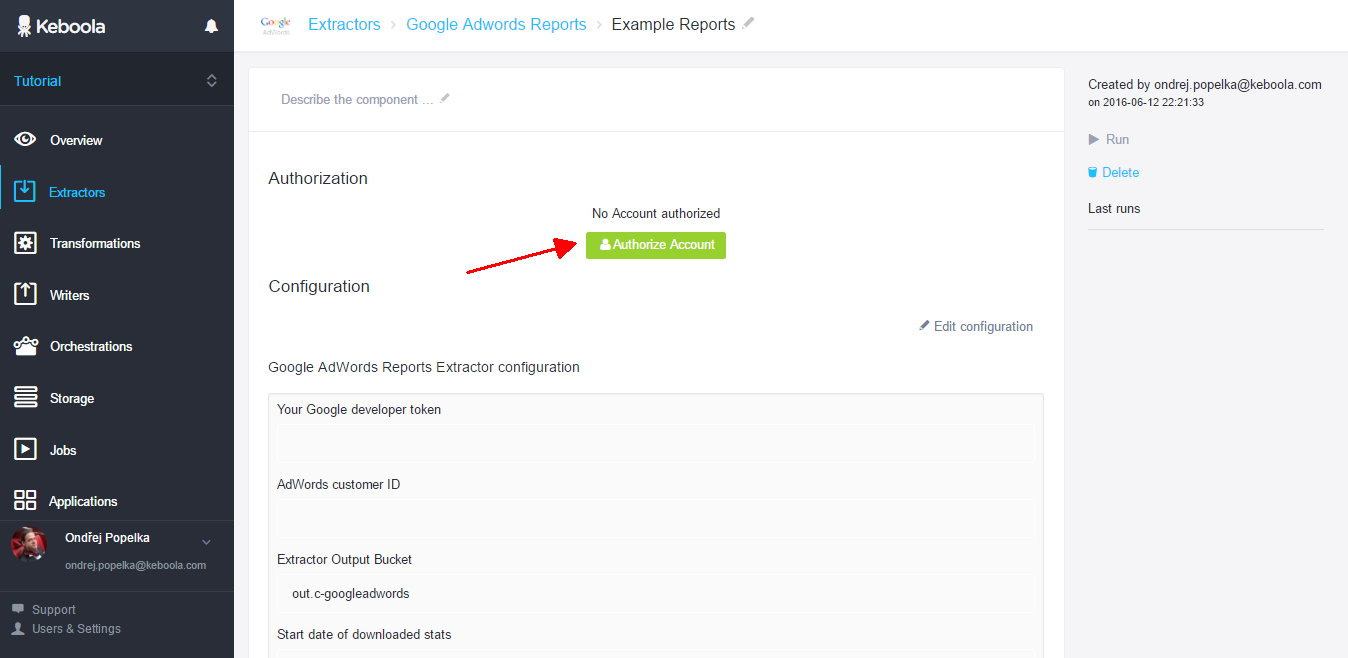 Keboola
Tutorial
Overview
Extractors
Transformations
Writers
Orchestrations
Storage
Jobs
Applications
Ondřej Popelka
ondrej.popelka@keboola.com
Support
Users & Settings
Google
AdWords
Extractors › Google Adwords Reports › Example Reports
Describe the component ...
Authorization
No Account authorized
Authorize Account
Configuration
Edit configuration
Google AdWords Reports Extractor configuration
Your Google developer token
AdWords customer ID
Extractor Output Bucket
out.c-googleadwords
Start date of downloaded stats
Created by ondrej.popelka@keboola.com
on 2016-06-12 22:21:33
Run
Delete
Last runs